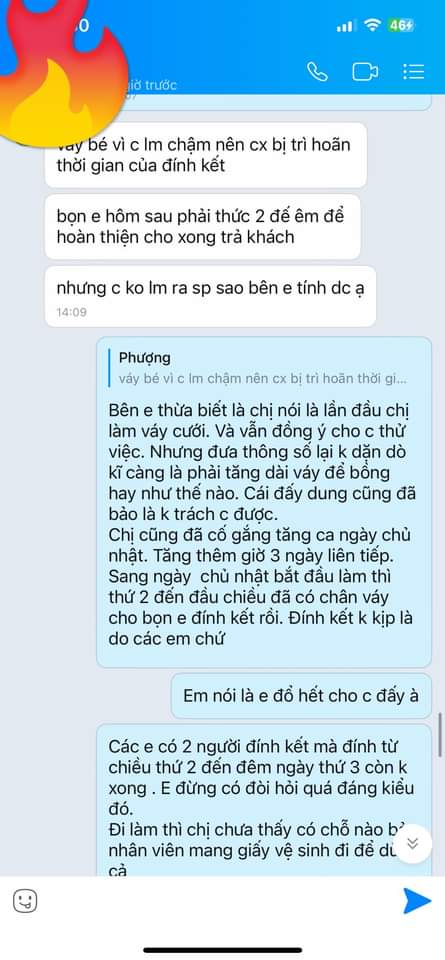 46
giờ trước
váy bé vì c lm chậm nên cx bị trì hoãn
thời gian của đính kết
bọn e hôm sau phải thức 2 đế êm để
hoàn thiện cho xong trả khách
nhưng c ko lm ra sp sao bên e tính dc ạ
14:09
Phượng
váy bé vì c lm chậm nên cx bị trì hoãn thời gi...
Bên e thừa biết là chị nói là lần đầu chị
làm váy cưới. Và vẫn đồng ý cho c thử
việc. Nhưng đưa thông số lại k dặn dò
kĩ càng là phải tăng dài váy để bồng
hay như thế nào. Cái đấy dung cũng đã
bảo là k trách c được.
Chị cũng đã cố gắng tăng ca ngày chủ
nhật. Tăng thêm giờ 3 ngày liên tiếp.
Sang ngày chủ nhật bắt đầu làm thì
thứ 2 đến đầu chiều đã có chân váy
cho bọn e đính kết rồi. Đính kết k kịp là
do các em chứ
Em nói là e đổ hết cho c đấy à
Các e có 2 người đính kết mà đính từ
chiều thứ 2 đến đêm ngày thứ 3 còn k
xong . E đừng có đòi hỏi quá đáng kiểu
đó.
Đi làm thì chị chưa thấy có chỗ nào
nhân viên mang giấy vệ sinh đi để
cả